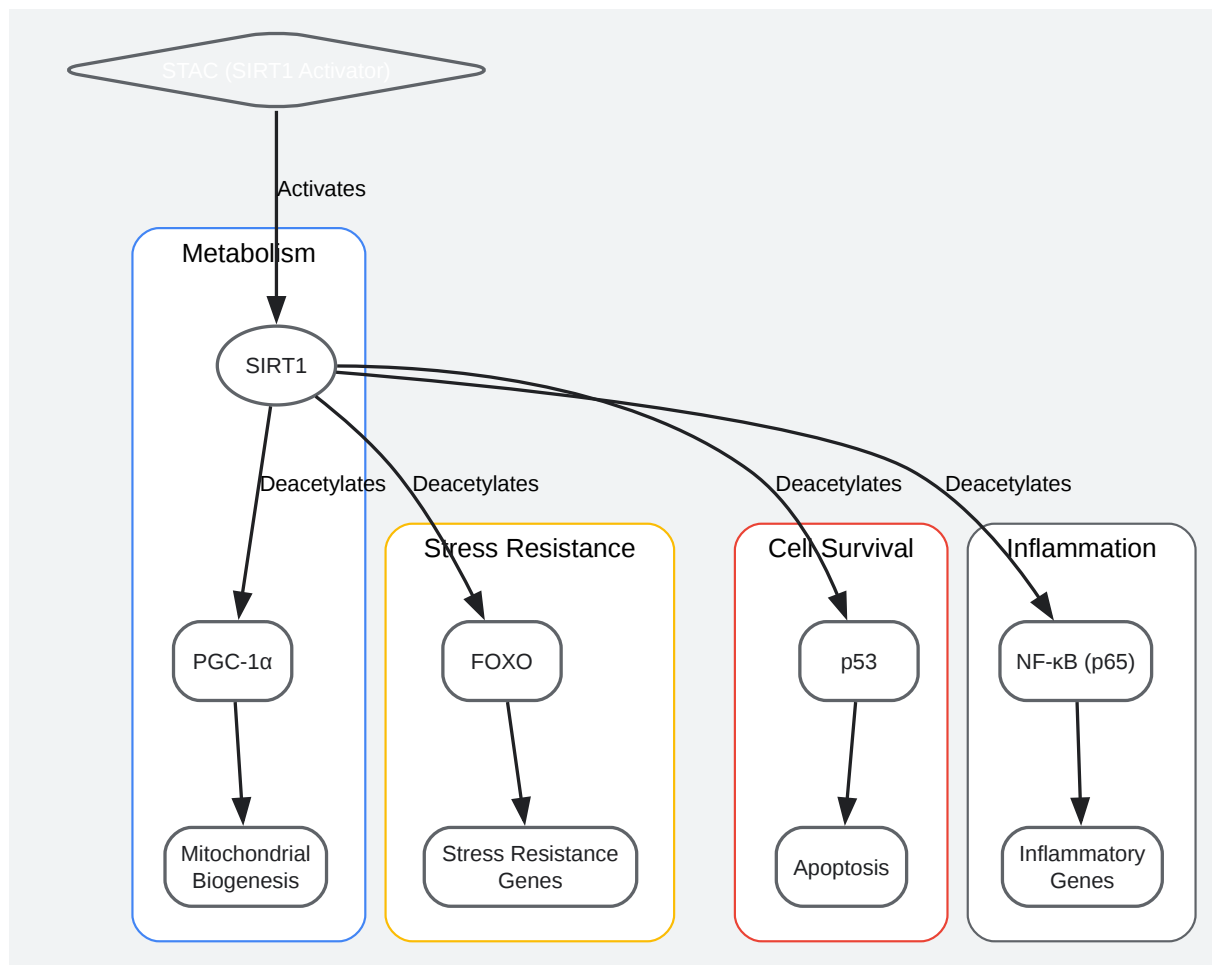 STAC (SIRT1 Activator)
Activates
Metabolism
SIRT1
Deacetylates
Deacetylates
Deacetylates
Deacetylates
Stress Resistance
Cell Survival
Inflammation
PGC-1α
FOXO
p53
NF-κB (p65)
Mitochondrial
Biogenesis
Stress Resistance
Genes
Apoptosis
Inflammatory
Genes